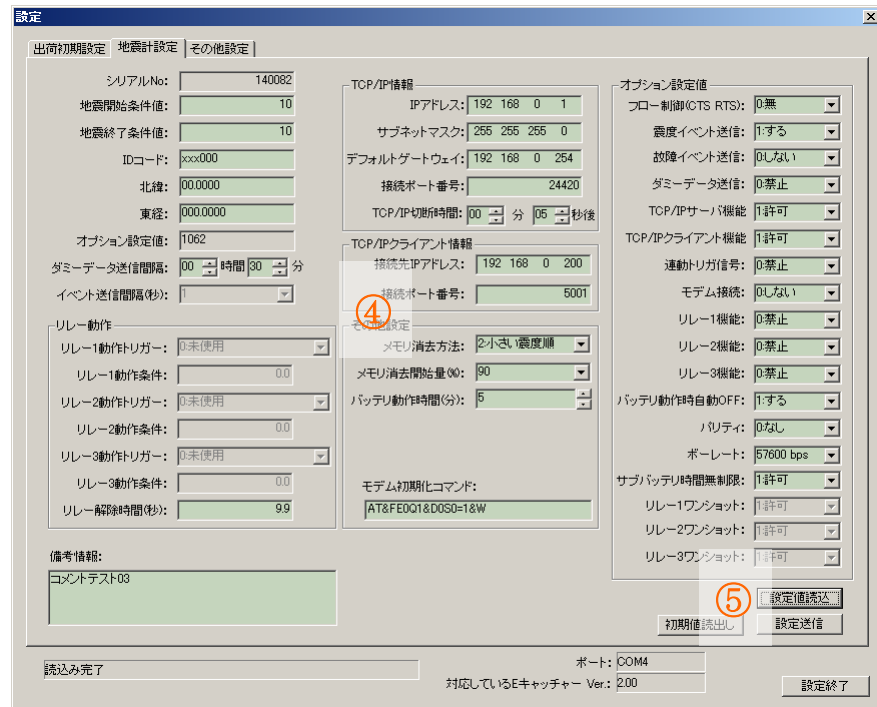 設定
出荷初期設定 地震計設定 その他設定
シリアルNo: 140082
地震開始条件値: 10
地震終了条件値: 10
IDコード: xxx000
北緯: 00.0000
東経: 000.0000
オプション設定値: 1062
ダミーデータ送信間隔: 00 時間 30 分
イベント送信間隔(秒): 1
リレー動作
リレー1動作トリガー: 0:未使用
リレー1動作条件: 0.0
リレー2動作トリガー: 0:未使用
リレー2動作条件: 0.0
リレー3動作トリガー: 0:未使用
リレー3動作条件: 0.0
リレー解除時間(秒): 9.9
備考情報:
コメントテスト03
TCP/IP情報
IPアドレス: 192 168 0 1
サブネットマスク: 255 255 255 0
デフォルトゲートウェイ: 192 168 0 254
接続ポート番号: 24420
TCP/IP切断時間: 00 分 05 秒後
TCP/IPクライアント情報
接続先IPアドレス: 192 168 0 200
接続ポート番号: 5001
④
その他設定
メモリ消去方法: 2:小さい震度順
メモリ消去開始量(%): 90
バッテリ動作時間(分): 5
モデム初期化コマンド:
AT&FE0Q1&D0S0=1&W
オプション設定値
フロー制御(CTS RTS): 0:無
震度イベント送信: 1:する
故障イベント送信: 0:しない
ダミーデータ送信: 0:禁止
TCP/IPサーバ機能 1:許可
TCP/IPクライアント機能 1:許可
連動トリガ信号: 0:禁止
モデム接続: 0:しない
リレー1機能: 0:禁止
リレー2機能: 0:禁止
リレー3機能: 0:禁止
バッテリ動作時自動OFF: 1:する
パリティ: 0:なし
ボーレート: 57600 bps
サブバッテリ時間無制限: 1:許可
リレー1ワンショット: 1:許可
リレー2ワンショット: 1:許可
リレー3ワンショット: 1:許可
⑤
設定値読込
初期値読出し 設定送信
読込み完了
ポート: COM4
対応しているEキャッチャー Ver.: 2.00
設定終了